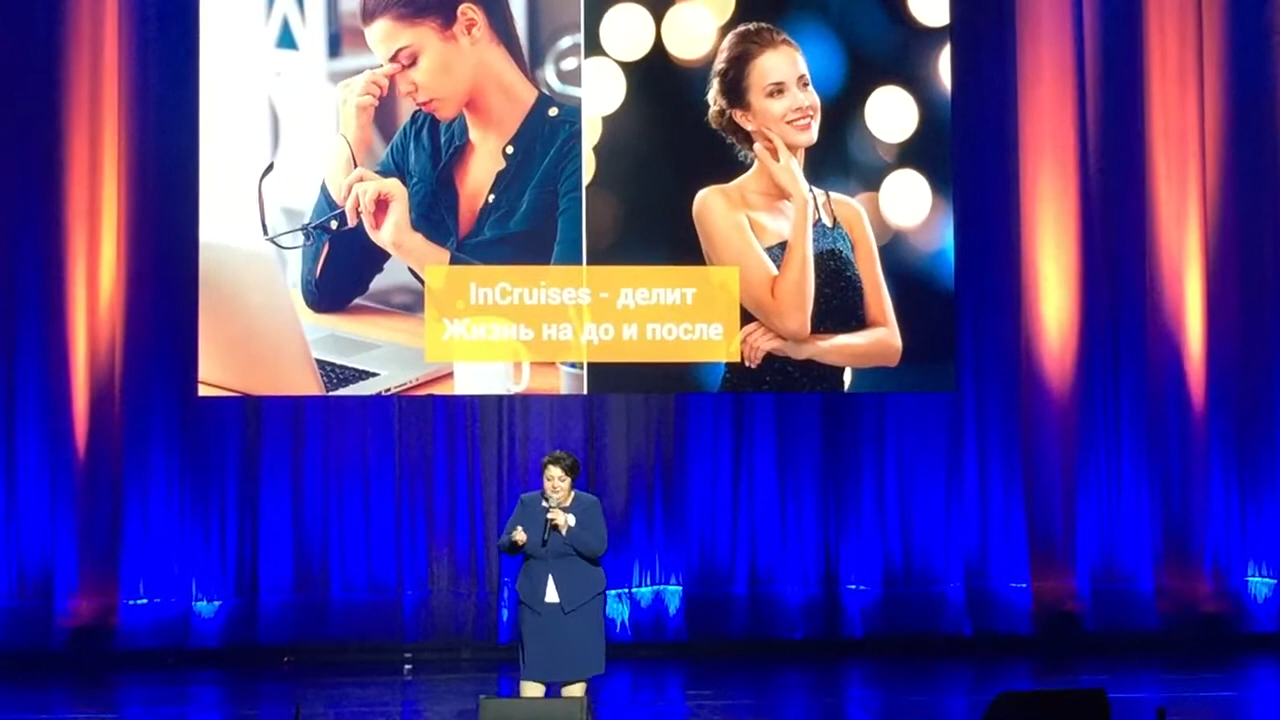 InCruises - делит
Жизнь на до и после